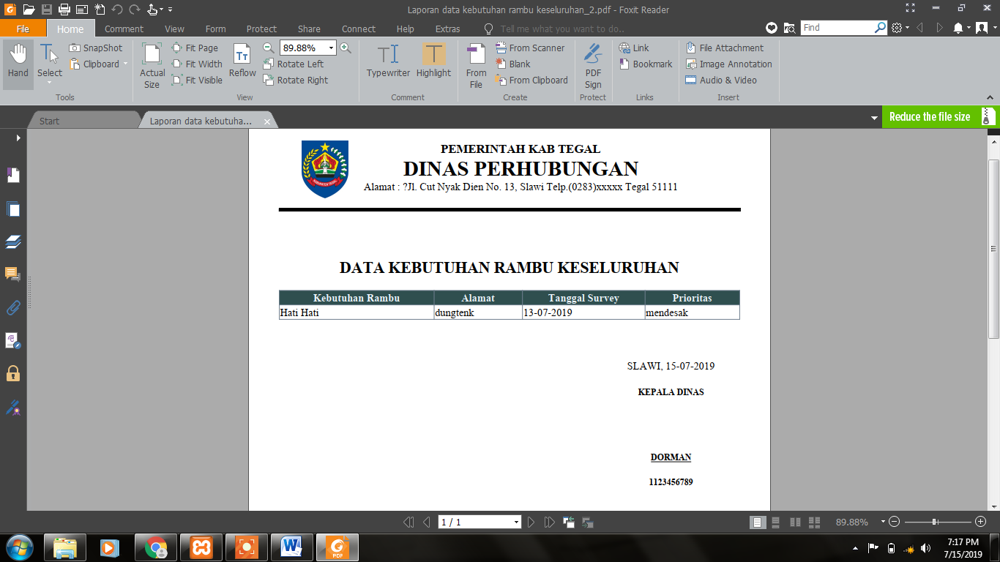 Laporan data kebutuhan rambu keseluruhan_2.pdf - Foxit Reader
File Home Comment View Form Protect Share Connect Help Extras Tell me what you want to do.. Find
Hand
Select
SnapShot
Clipboard
Tools
Actual Size
Fit Page
Fit Width
Fit Visible
Reflow
89.88%
Rotate Left
Rotate Right
View
Typewriter
Highlight
Comment
From File
From Scanner
Blank
From Clipboard
Create
PDF Sign
Protect
Link
Bookmark
Links
File Attachment
Image Annotation
Audio & Video
Insert
Start
Laporan data kebutuha...
Reduce the file size
PEMERINTAH KAB TEGAL
DINAS PERHUBUNGAN
Alamat : ?Jl. Cut Nyak Dien No. 13, Slawi Telp.(0283)xxxxx Tegal 51111
DATA KEBUTUHAN RAMBU KESELURUHAN
Kebutuhan Rambu Alamat Tanggal Survey Prioritas
Hati Hati dungtenk 13-07-2019 mendesak
SLAWI, 15-07-2019
KEPALA DINAS
DORMAN
1123456789
1 / 1
89.88%
PDF
7:17 PM
7/15/2019